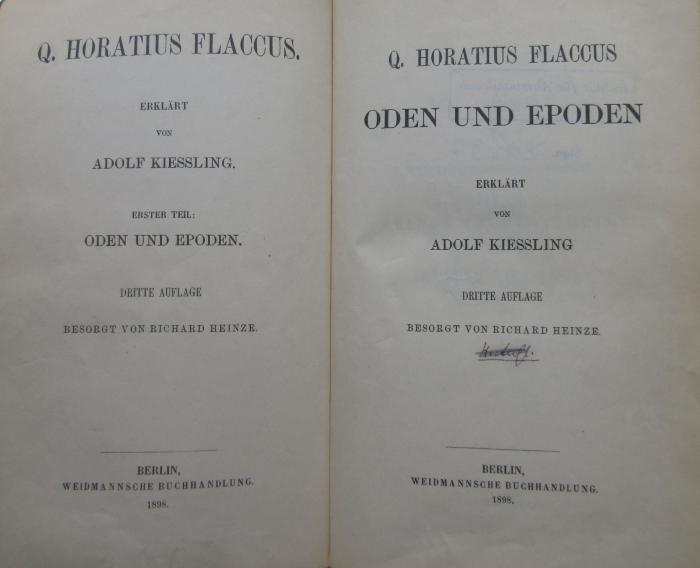 Q. HORATIUS FLACCUS.
ERKLÄRT
VON
ADOLF KIESSLING.
ERSTER TEIL:
ODEN UND EPODEN.
DRITTE AUFLAGE
BESORGT VON RICHARD HEINZE.
BERLIN,
WEIDMANNSCHE BUCHHANDLUNG.
1898.
Q. HORATIUS FLACCUS
ODEN UND EPODEN
ERKLÄRT
VON
ADOLF KIESSLING
DRITTE AUFLAGE
BESORGT VON RICHARD HEINZE.
BERLIN,
WEIDMANNSCHE BUCHHANDLUNG.
1898.